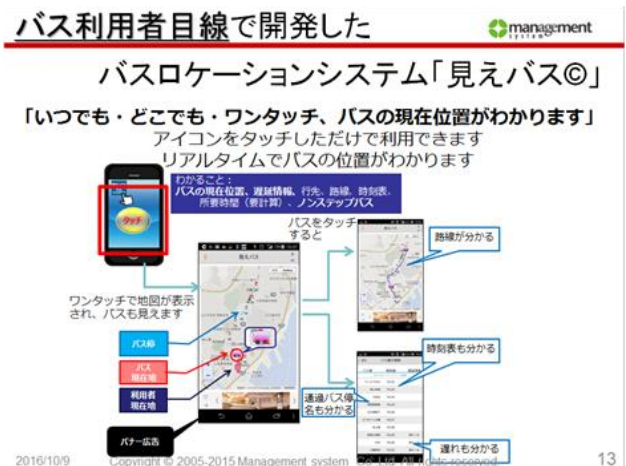 バス利用者目線で開発した
management
system
バスロケーションシステム「見えバス©」
「いつでも・どこでも・ワンタッチ、バスの現在位置がわかります」
アイコンをタッチしただけで利用できます
リアルタイムでバスの位置がわかります
わかること：
バスの現在位置、遅延情報、行先、路線、時刻表、
所要時間（要計算）、ノンステップバス
タッチ
バスをタッチ
すると
見えバス
路線が分かる
ワンタッチで地図が表示
され、バスも見えます
バス停
バス
現在地
利用者
現在地
バナー広告
時刻表も分かる
通過バス停
名も分かる
遅れも分かる
2016/10/9
Copyright © 2005-2015 Management system Co. Ltd. All rights reserved
13